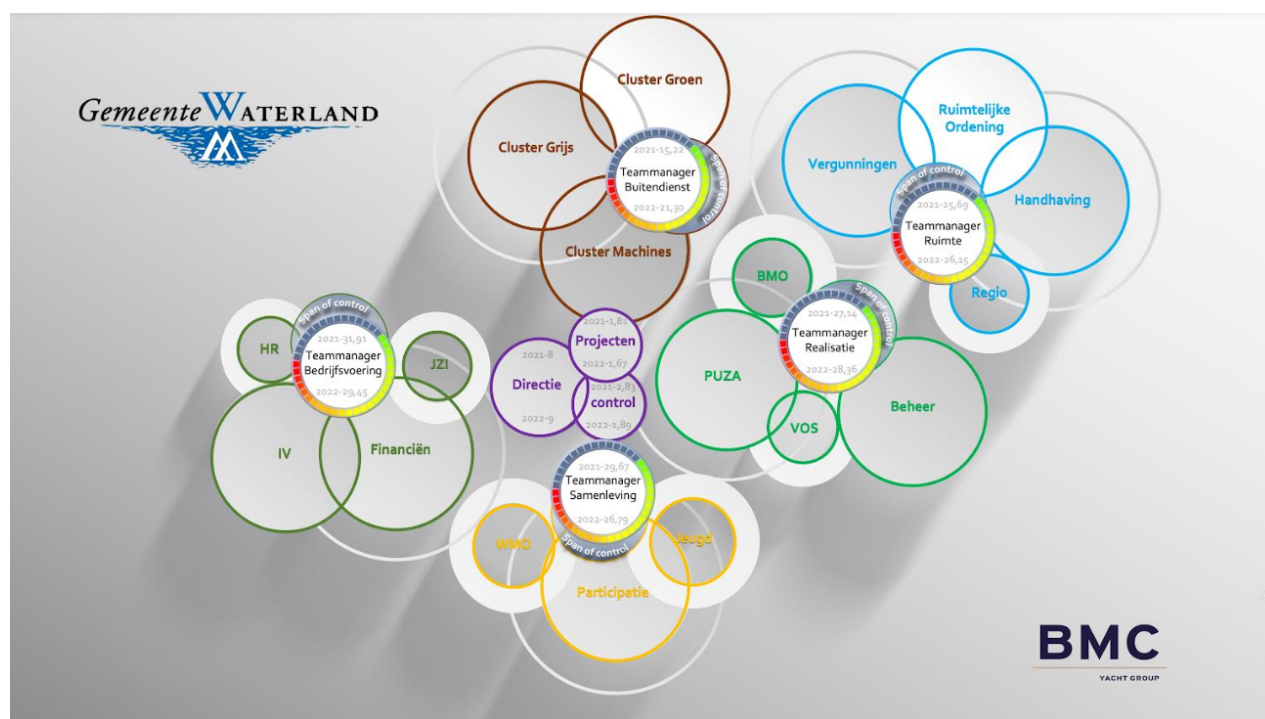 Gemeente WATERLAND
Cluster Groen
Cluster Grijs
Cluster Machines
2021-15,22
Teammanager
Buitendienst
2022-21,30
Span of control
Ruimtelijke
Ordening
Vergunningen
Handhaving
Regio
Span of control
2021-25,69
Teammanager
Ruimte
2022-26,15
BMO
PUZA
VOS
Beheer
2021-27,14
Teammanager
Realisatie
2022-28,36
Span of control
HR
JZI
IV
Financiën
Span of control
2021-31,91
Teammanager
Bedrijfsvoering
2022-29,45
2021-1,81
Projecten
2022-1,67
2021-8
Directie
2022-9
2021-2,83
control
2022-1,89
2021-29,67
Teammanager
Samenleving
2022-26,79
Span of control
WMO
Jeugd
Participatie
BMC
YACHT GROUP